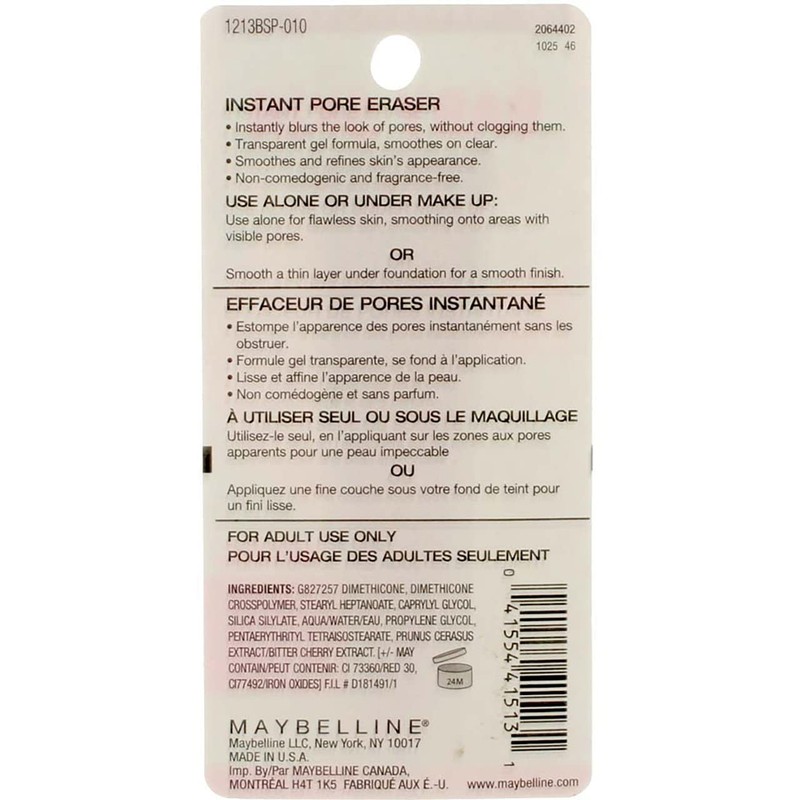 1213BSP-010
2064402
1025 46
INSTANT PORE ERASER
• Instantly blurs the look of pores, without clogging them.
• Transparent gel formula, smoothes on clear.
• Smoothes and refines skin's appearance.
• Non-comedogenic and fragrance-free.
USE ALONE OR UNDER MAKE UP:
Use alone for flawless skin, smoothing onto areas with
visible pores.
OR
Smooth a thin layer under foundation for a smooth finish.
EFFACEUR DE PORES INSTANTANÉ
• Estompe l'apparence des pores instantanément sans les
obstruer.
• Formule gel transparente, se fond à l'application.
• Lisse et affine l'apparence de la peau.
• Non comédogène et sans parfum.
À UTILISER SEUL OU SOUS LE MAQUILLAGE
Utilisez-le seul, en l'appliquant sur les zones aux pores
apparents pour une peau impeccable
OU
Appliquez une fine couche sous votre fond de teint pour
un fini lisse.
FOR ADULT USE ONLY
POUR L'USAGE DES ADULTES SEULEMENT
INGREDIENTS: G827257 DIMETHICONE, DIMETHICONE
CROSSPOLYMER, STEARYL HEPTANOATE, CAPRYLYL GLYCOL,
SILICA SILYLATE, AQUA/WATER/EAU, PROPYLENE GLYCOL,
PENTAERYTHRITYL TETRAISOSTEARATE, PRUNUS CERASUS
EXTRACT/BITTER CHERRY EXTRACT. [+/- MAY
CONTAIN/PEUT CONTENIR: CI 73360/RED 30,
CI77492/IRON OXIDES] F.I.L # D181491/1
24M
0 41554 41513 1
MAYBELLINE®
Maybelline LLC, New York, NY 10017
MADE IN U.S.A.
Imp. By/Par MAYBELLINE CANADA,
MONTRÉAL H4T 1K5 FABRIQUÉ AUX É.-U.
www.maybelline.com